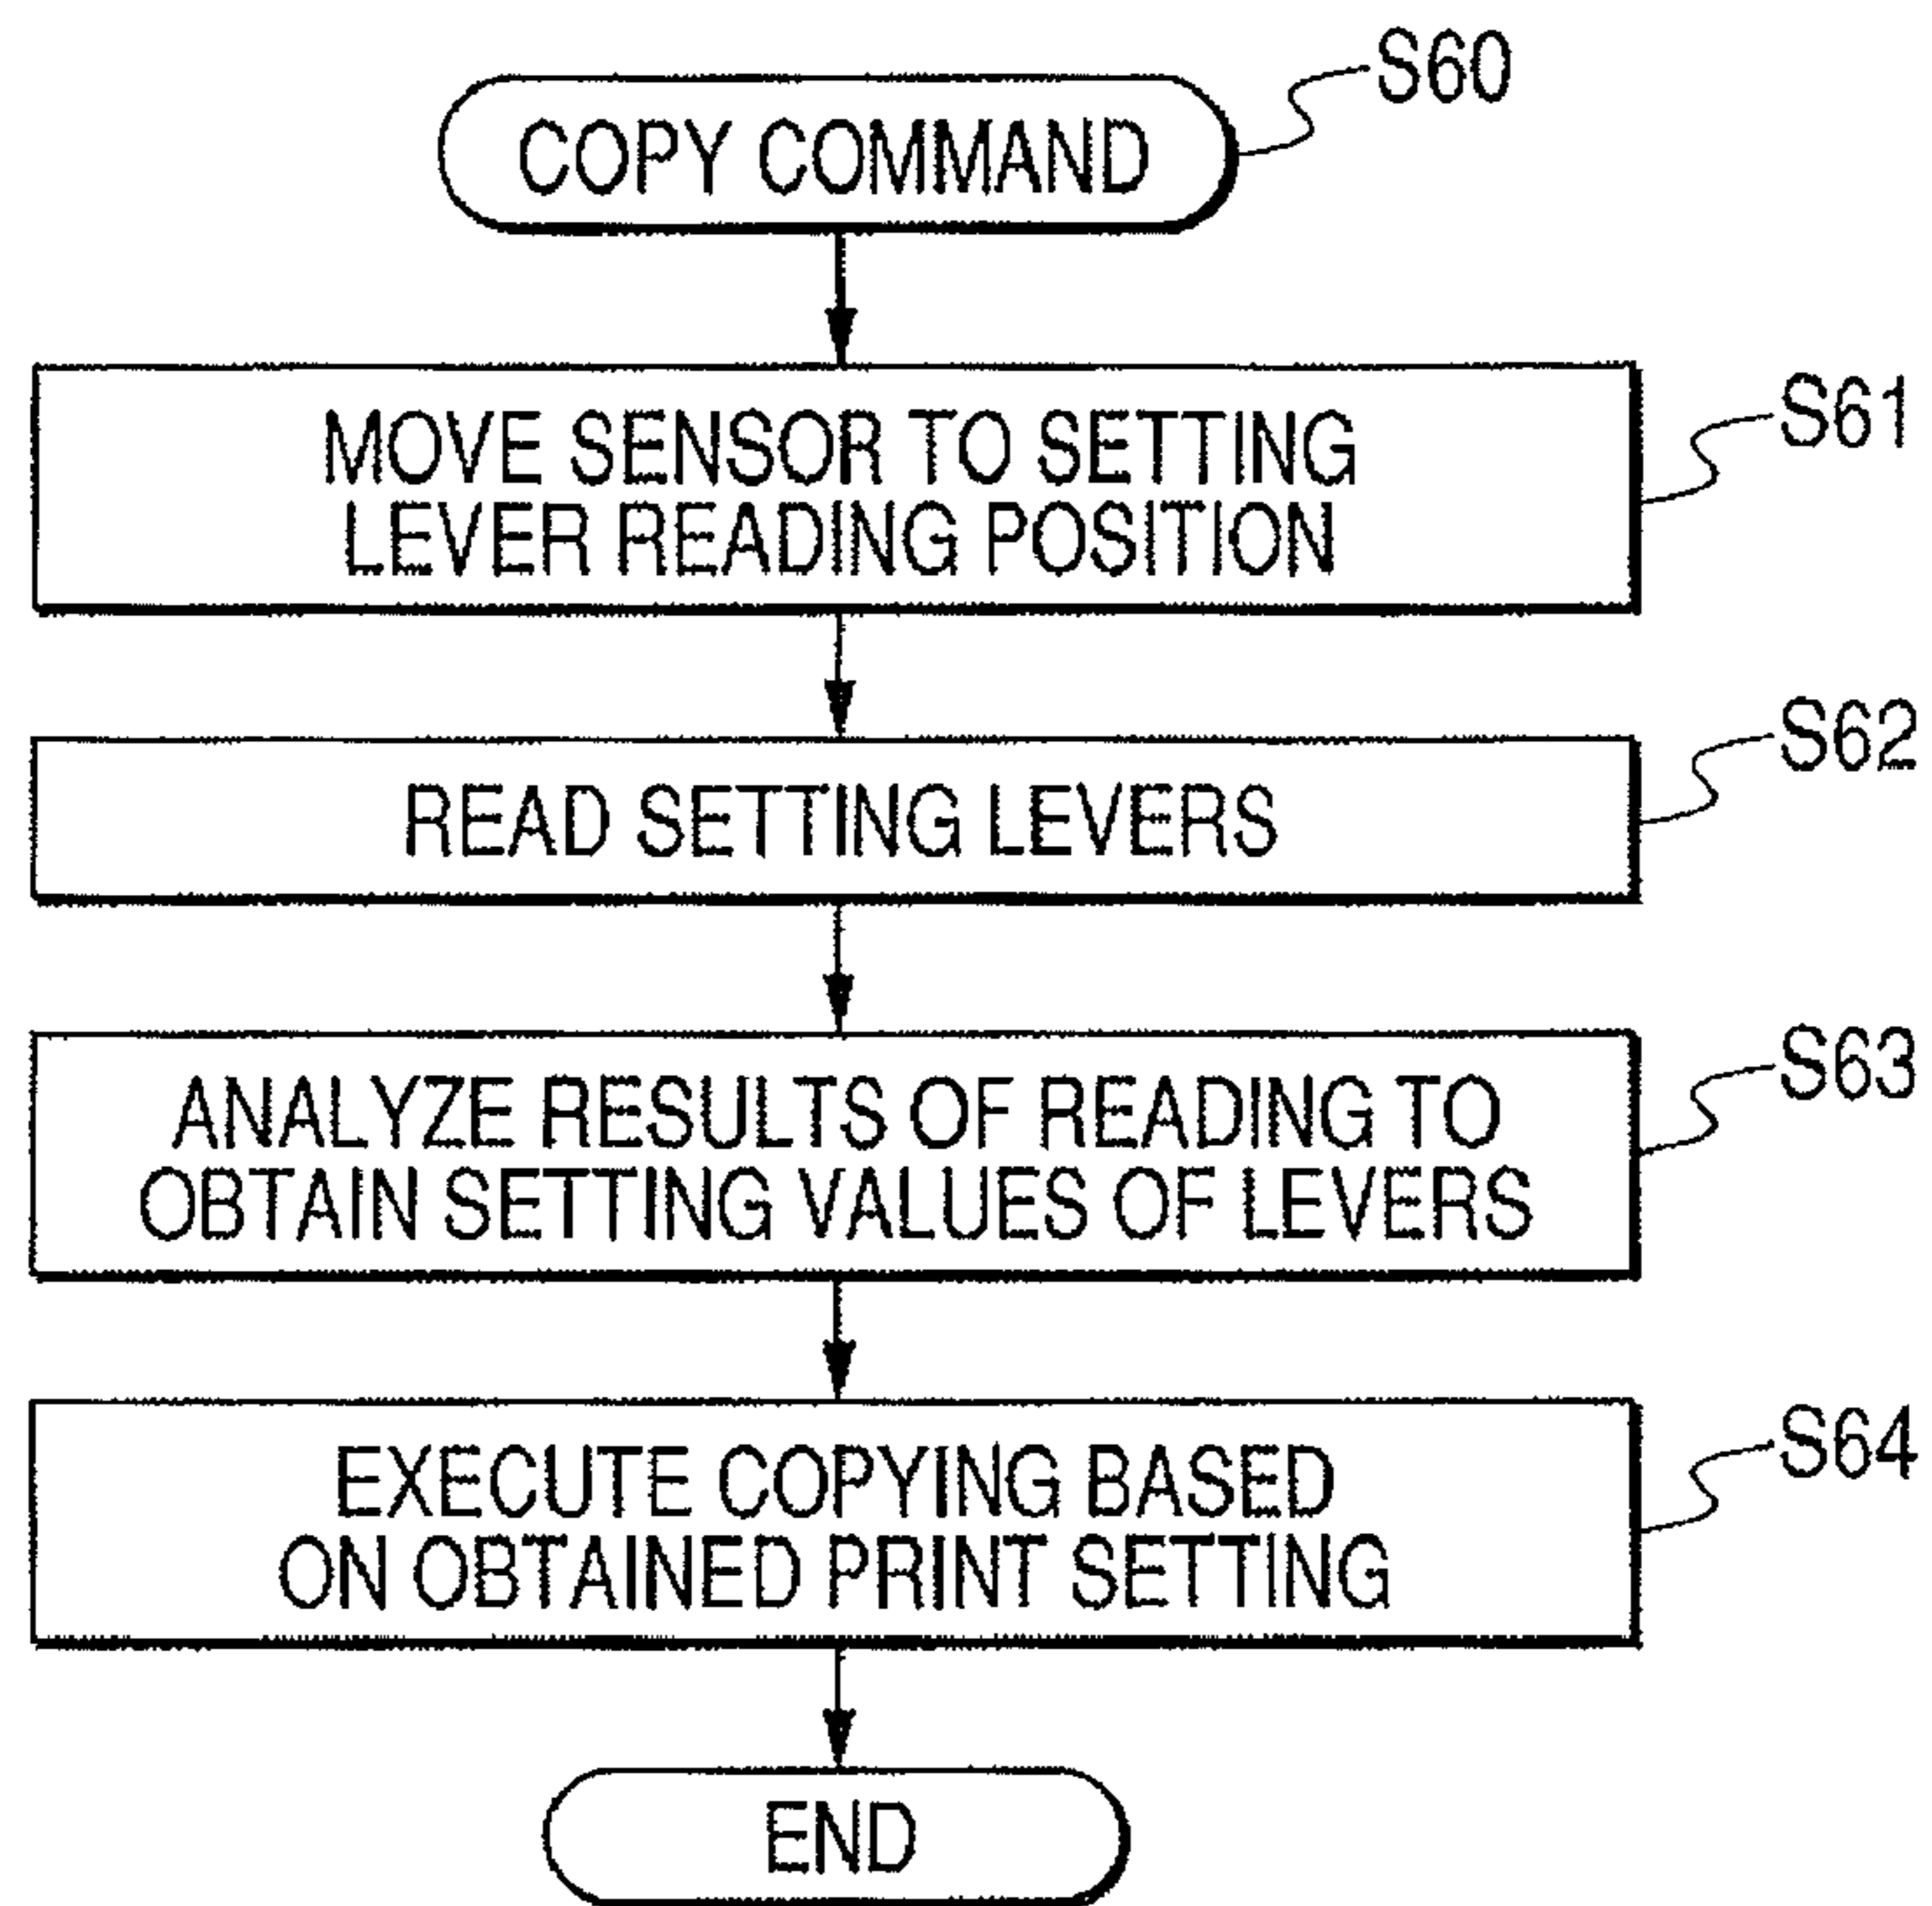 COPY COMMAND
S60
MOVE SENSOR TO SETTING
LEVER READING POSITION
S61
READ SETTING LEVERS
S62
ANALYZE RESULTS OF READING TO
OBTAIN SETTING VALUES OF LEVERS
S63
EXECUTE COPYING BASED
ON OBTAINED PRINT SETTING
S64
END